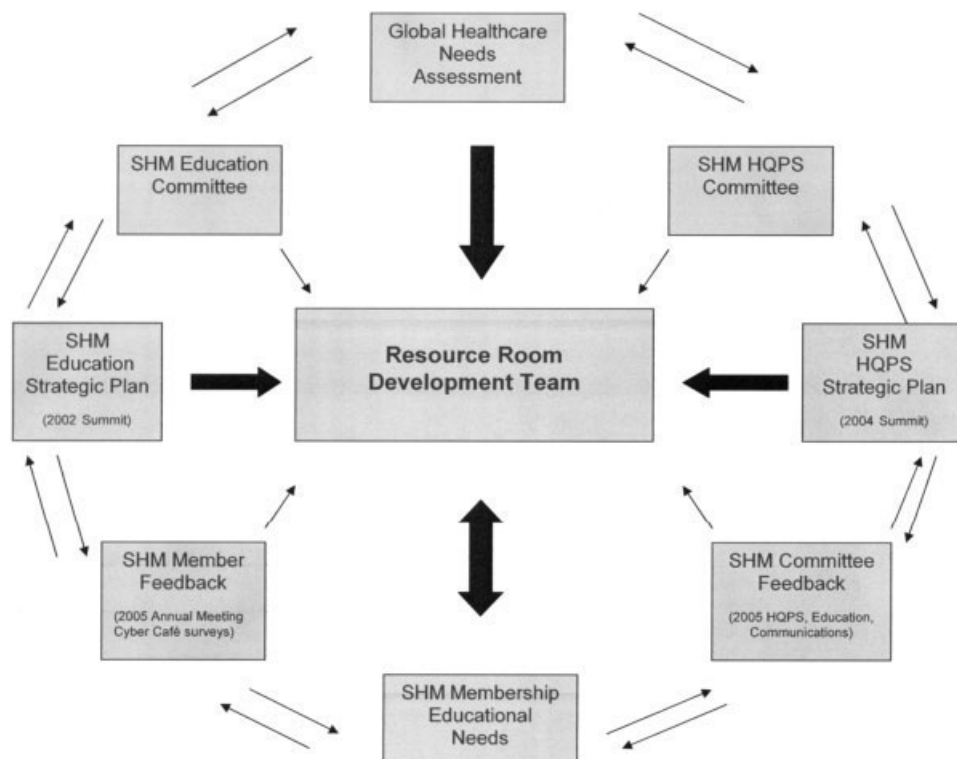 Global Healthcare
Needs
Assessment
SHM Education
Committee
SHM HQPS
Committee
SHM
Education
Strategic Plan
(2002 Summit)
Resource Room
Development Team
SHM
HQPS
Strategic Plan
(2004 Summit)
SHM Member
Feedback
(2005 Annual Meeting
Cyber Café surveys)
SHM Committee
Feedback
(2005 HQPS, Education,
Communications)
SHM Membership
Educational
Needs